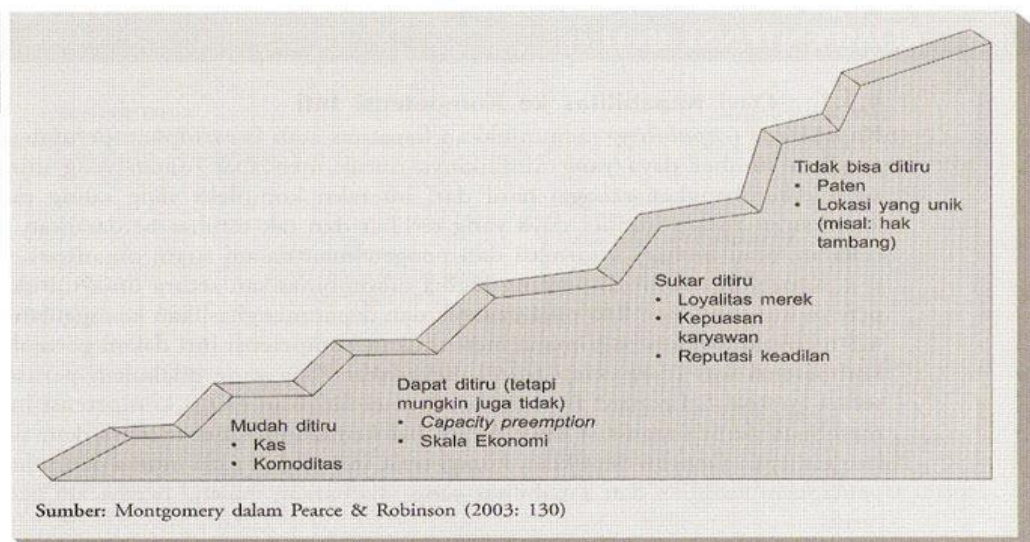 Tidak bisa ditiru
• Paten
• Lokasi yang unik
(misal: hak
tambang)
Sukar ditiru
• Loyalitas merek
• Kepuasan
karyawan
• Reputasi keadilan
Dapat ditiru (tetapi
mungkin juga tidak)
• Capacity preemption
• Skala Ekonomi
Mudah ditiru
• Kas
• Komoditas
Sumber: Montgomery dalam Pearce & Robinson (2003: 130)